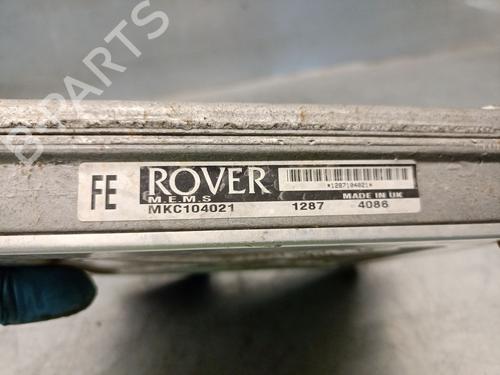 FE
ROVER
M.E.M.S
MADE IN UK
*1287104021*
MKC104021 1287 4086
B-PARTS